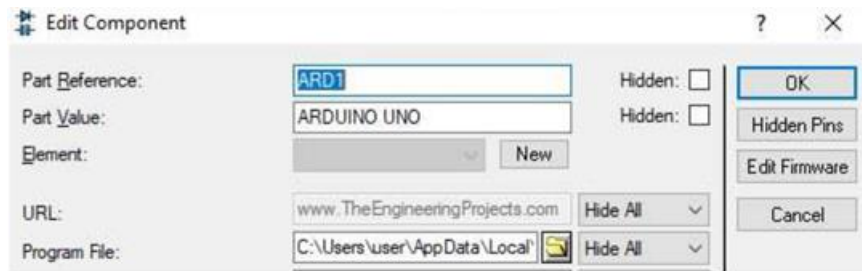 Edit Component ? ×
Part Reference: ARD1 Hidden: OK
Part Value: ARDUINO UNO Hidden: Hidden Pins
Element: New Edit Firmware
URL: www.TheEngineeringProjects.com Hide All Cancel
Program File: C:\Users\user\AppData\Local\ Hide All